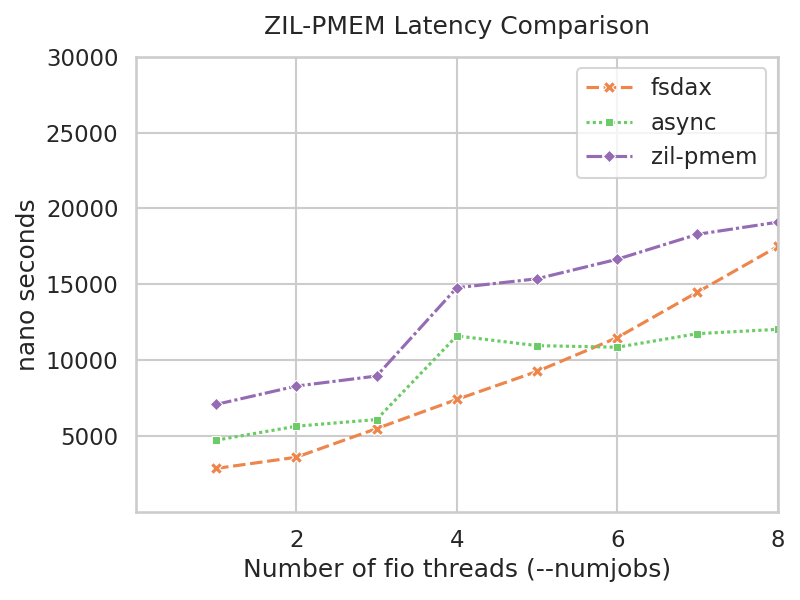 ZIL-PMEM Latency Comparison
30000
25000
20000
15000
10000
5000
nano seconds
fsdax
async
zil-pmem
2
4
6
8
Number of fio threads (--numjobs)